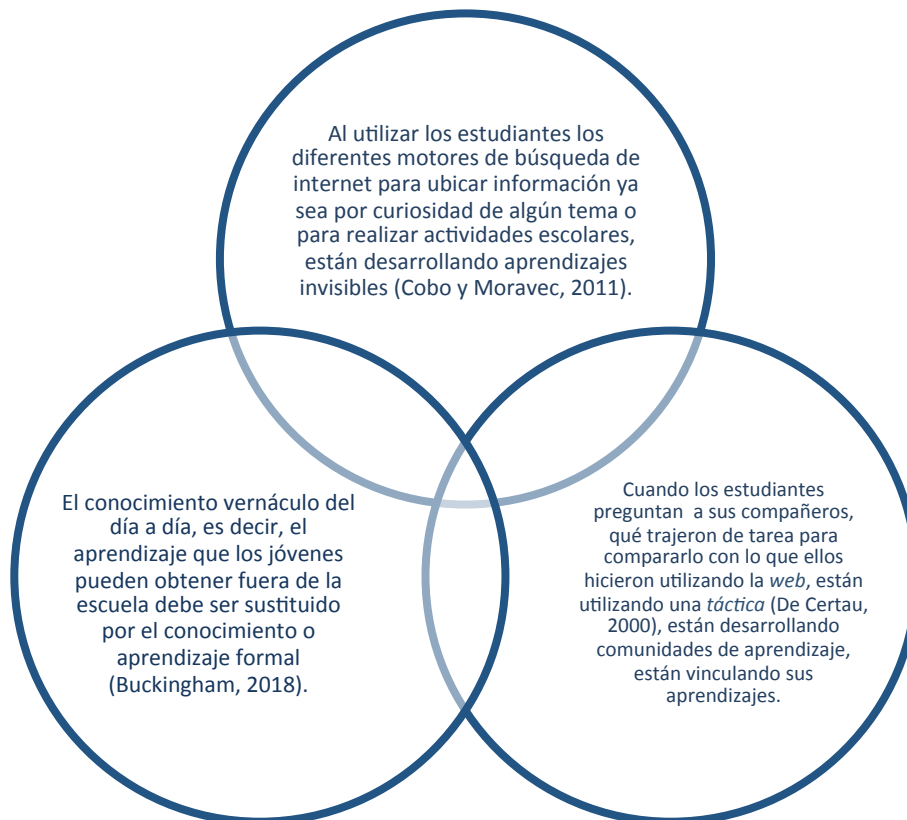 Al utilizar los estudiantes los
diferentes motores de búsqueda de
internet para ubicar información ya
sea por curiosidad de algún tema o
para realizar actividades escolares,
están desarrollando aprendizajes
invisibles (Cobo y Moravec, 2011).
El conocimiento vernáculo del
día a día, es decir, el
aprendizaje que los jóvenes
pueden obtener fuera de la
escuela debe ser sustituido
por el conocimiento o
aprendizaje formal
(Buckingham, 2018).
Cuando los estudiantes
preguntan a sus compañeros,
qué trajeron de tarea para
compararlo con lo que ellos
hicieron utilizando la web, están
utilizando una táctica (De Certau,
2000), están desarrollando
comunidades de aprendizaje,
están vinculando sus
aprendizajes.